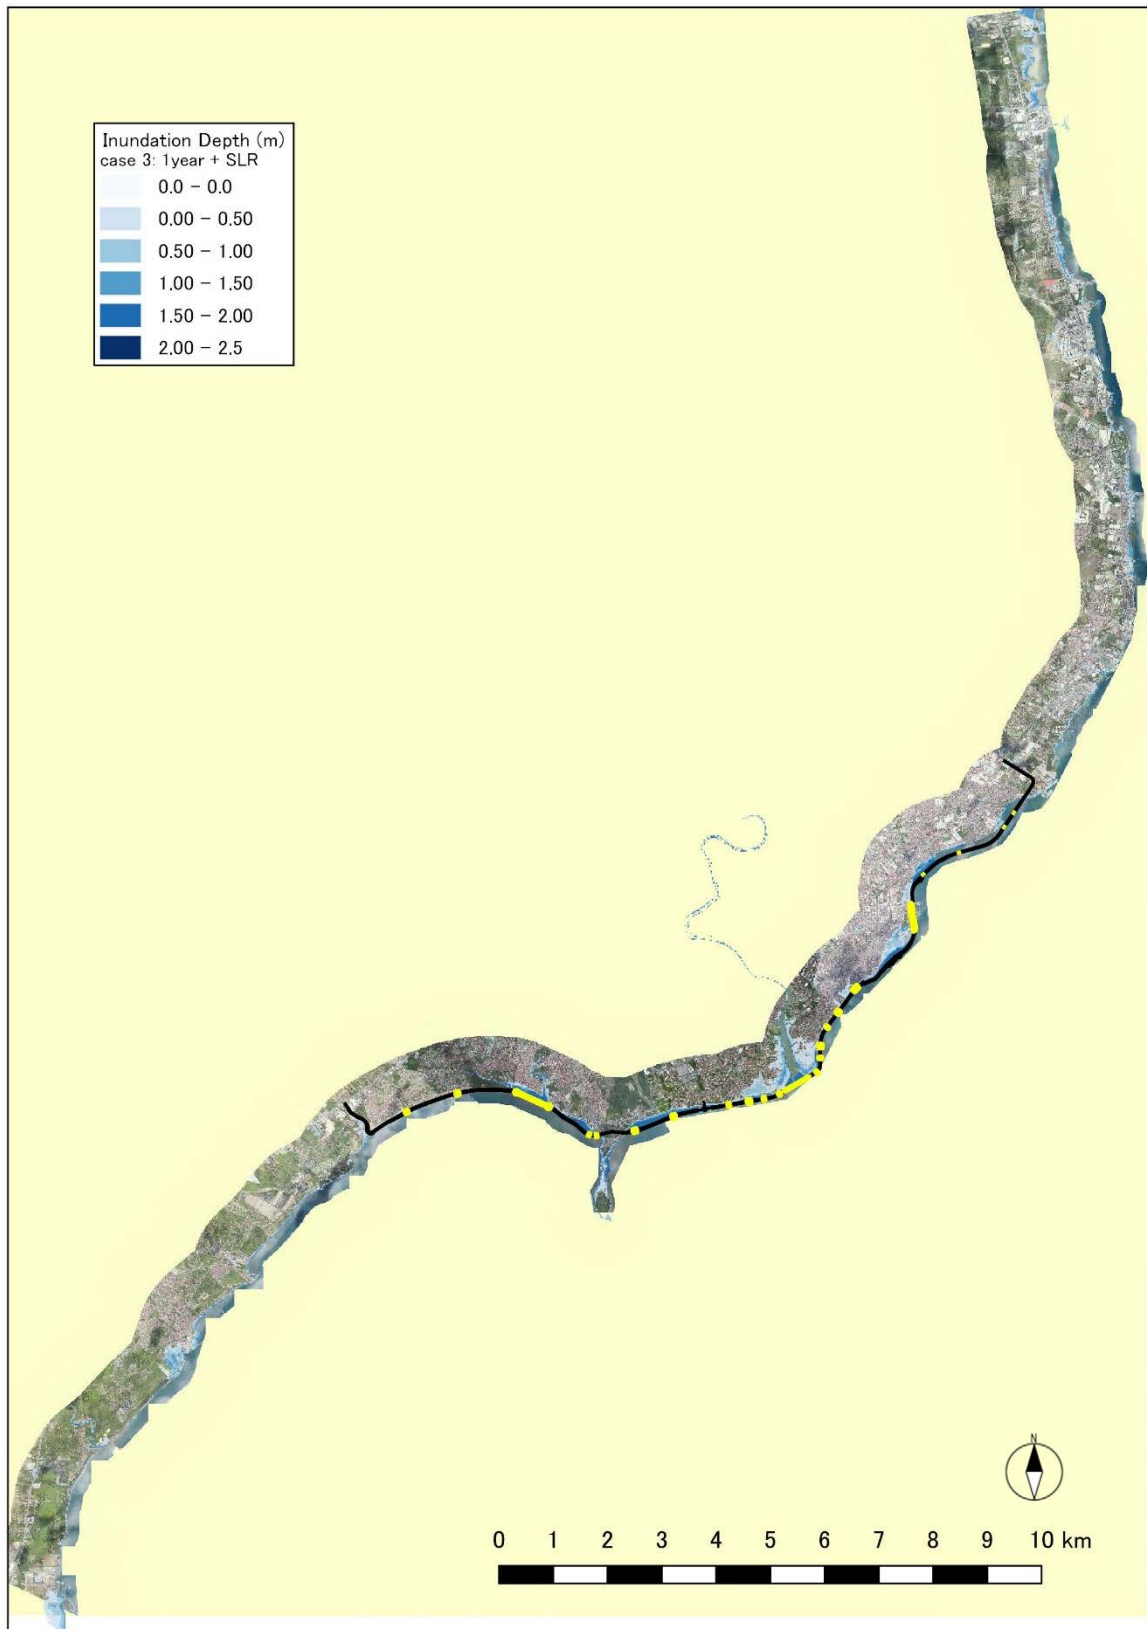 Inundation Depth (m)
case 3: 1year + SLR
0.0 - 0.0
0.00 - 0.50
0.50 - 1.00
1.00 - 1.50
1.50 - 2.00
2.00 - 2.5
N
0 1 2 3 4 5 6 7 8 9 10 km